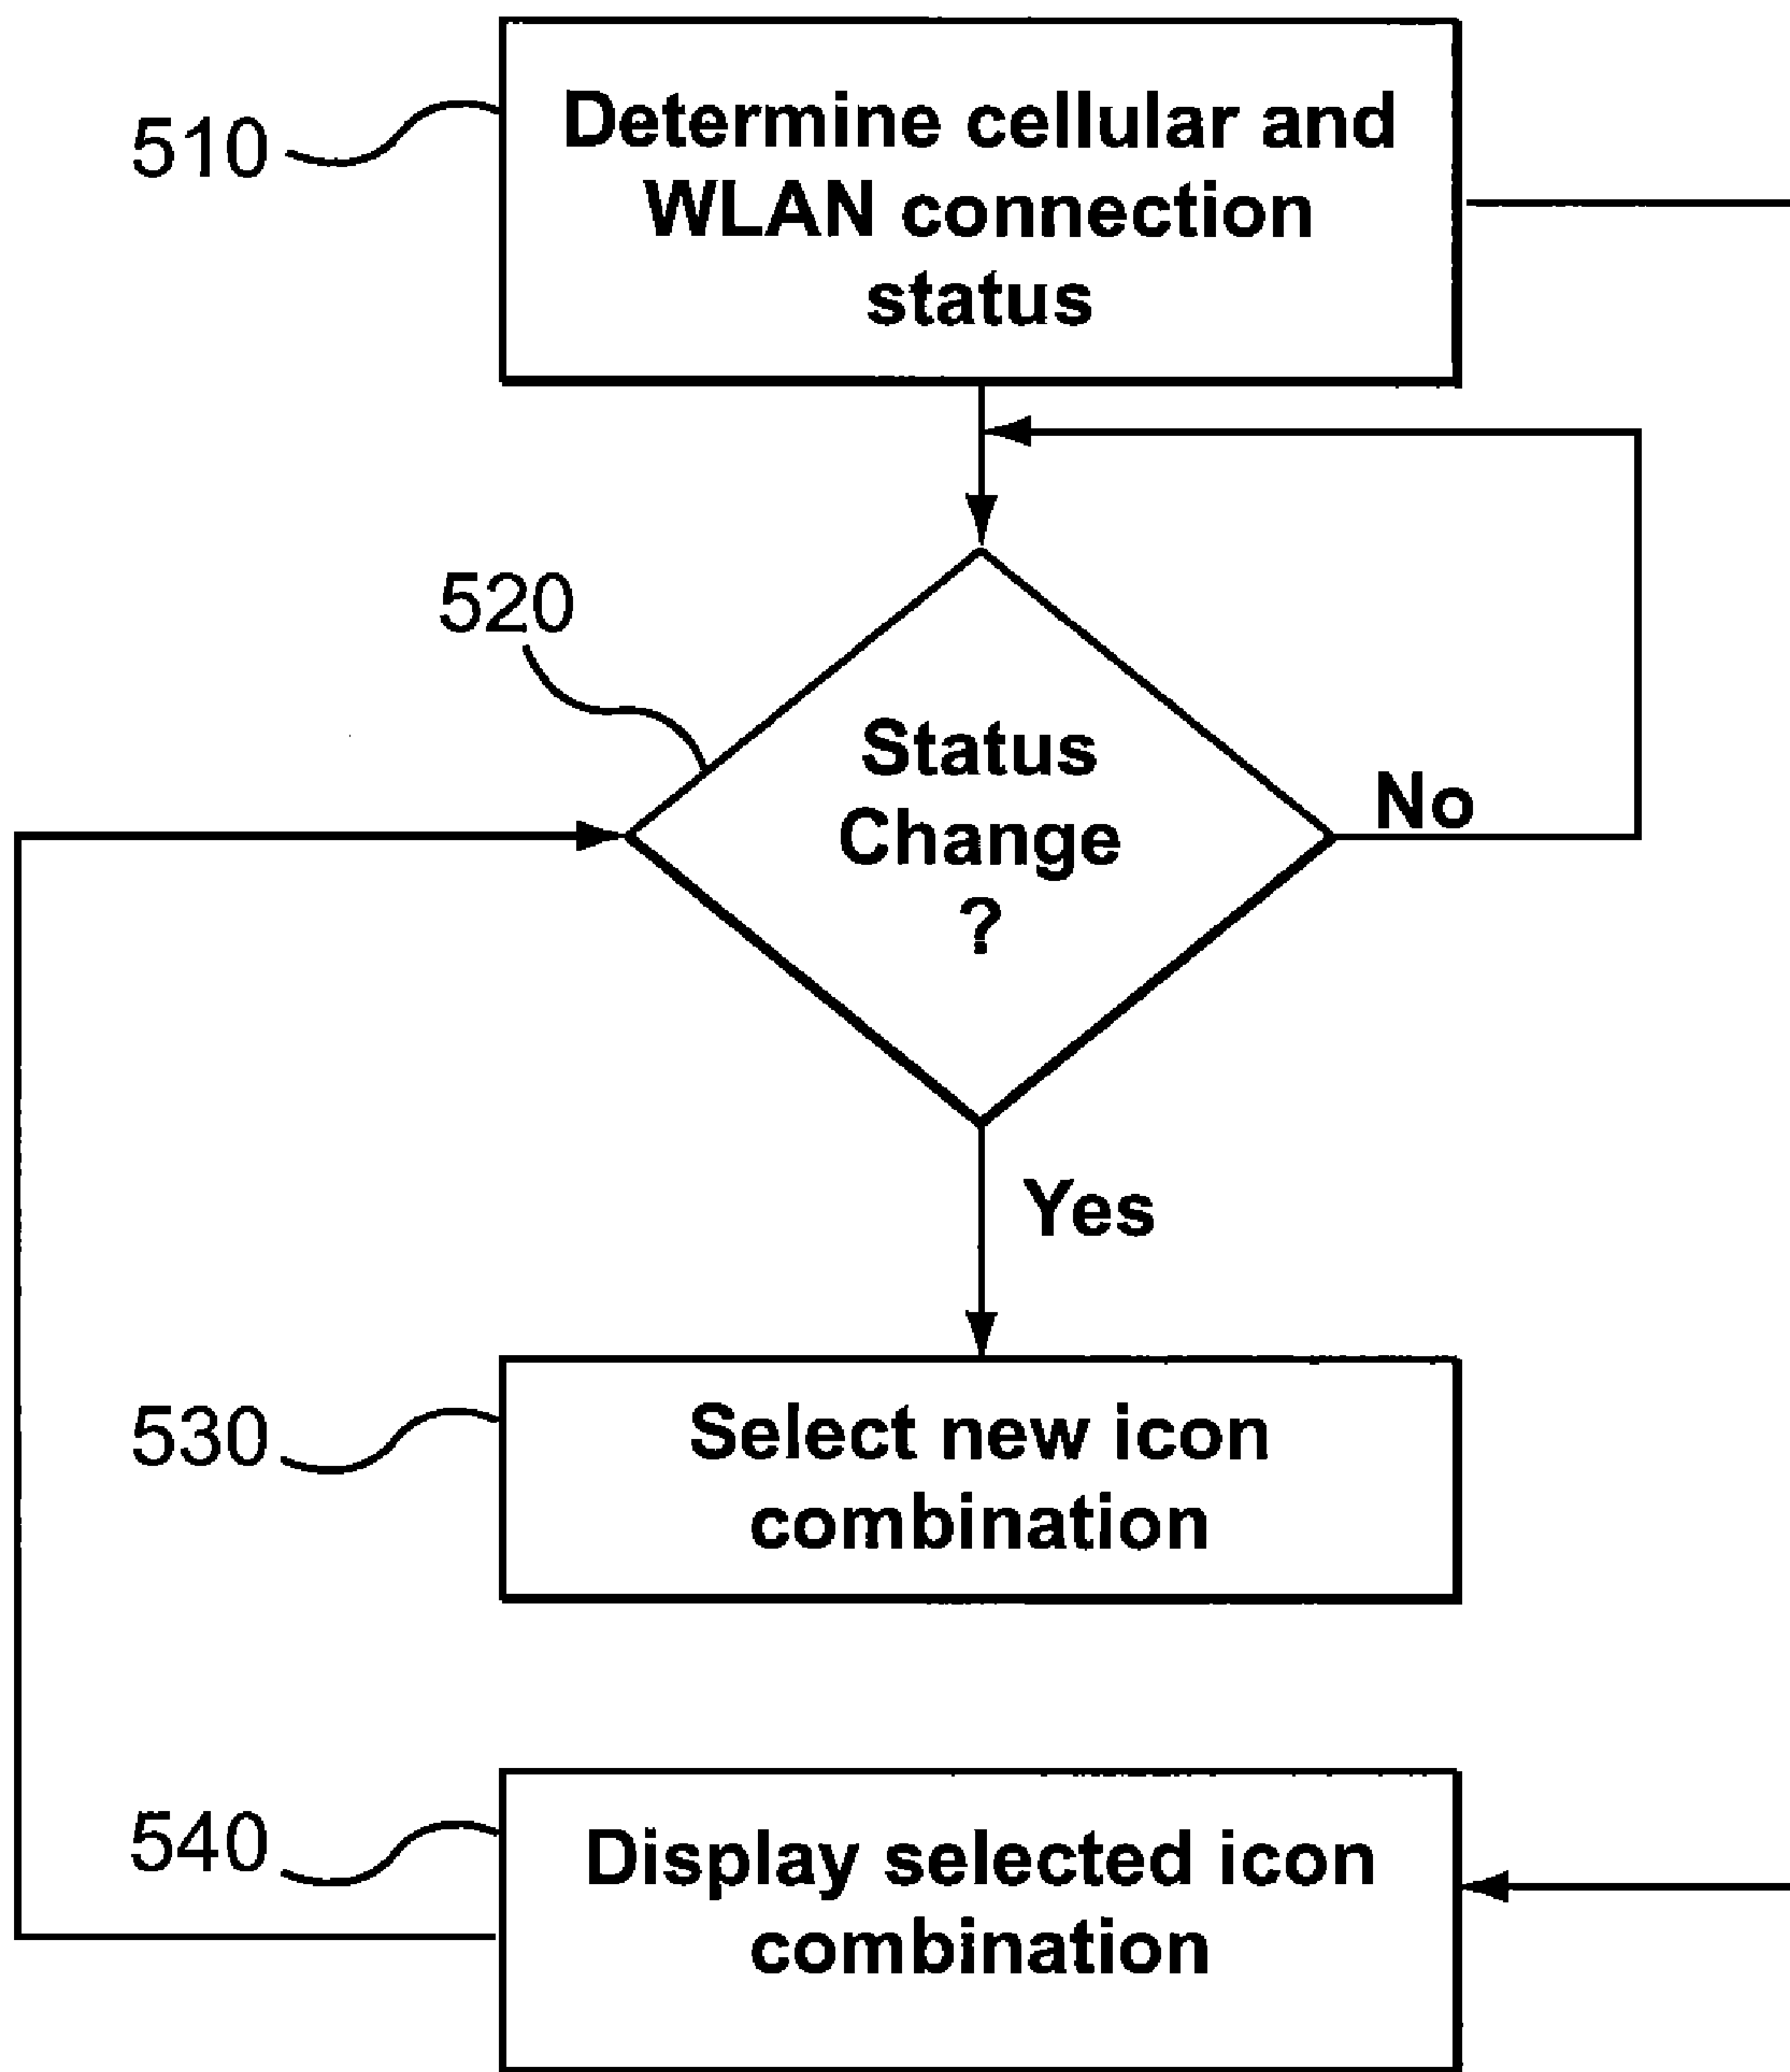 510
Determine cellular and
WLAN connection
status
520
Status
Change
?
No
Yes
530
Select new icon
combination
540
Display selected icon
combination